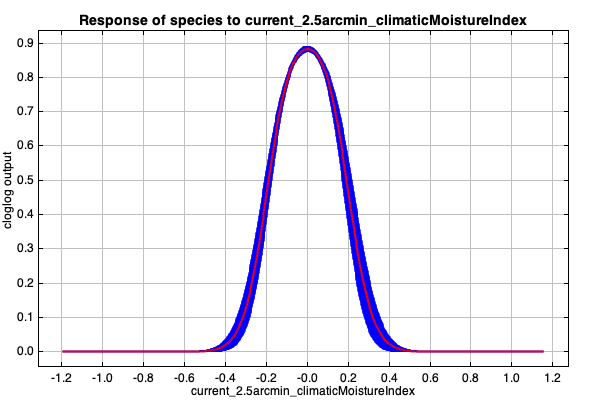 Response of species to current_2.5arcmin_climaticMoistureIndex
0.9
0.8
0.7
0.6
0.5
0.4
0.3
0.2
0.1
0.0
cloglog output
-1.2 -1.0 -0.8 -0.6 -0.4 -0.2 -0.0 0.2 0.4 0.6 0.8 1.0 1.2
current_2.5arcmin_climaticMoistureIndex